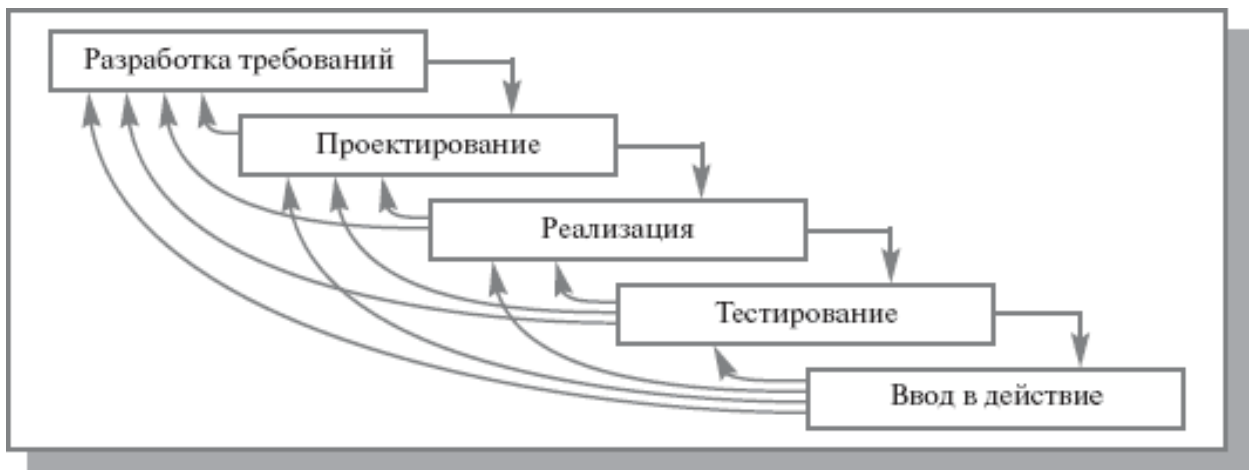 Разработка требований
Проектирование
Реализация
Тестирование
Ввод в действие